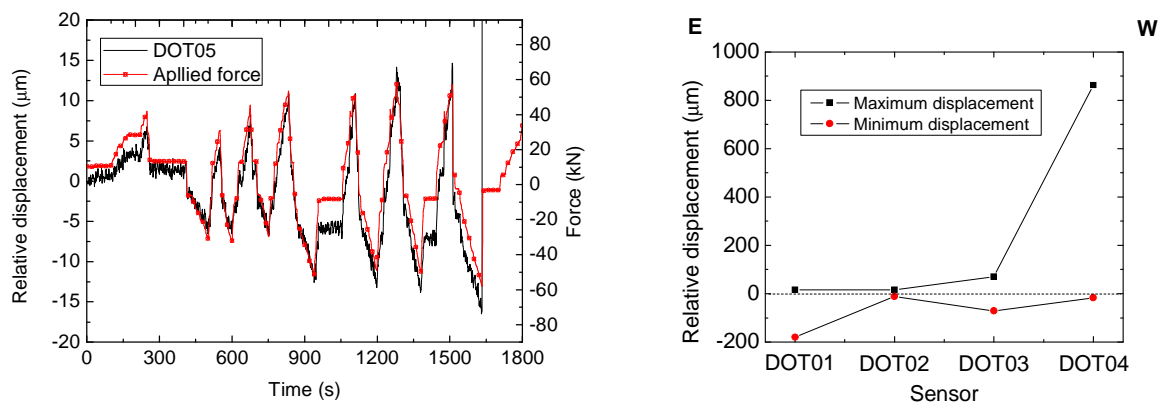 20
15
10
5
0
-5
-10
-15
-20
Relative displacement (μm)
DOT05
Apllied force
80
60
40
20
0
-20
-40
-60
-80
Force (kN)
0 300 600 900 1200 1500 1800
Time (s)
E W
1000
800
600
400
200
0
-200
Relative displacement (μm)
Maximum displacement
Minimum displacement
DOT01 DOT02 DOT03 DOT04
Sensor